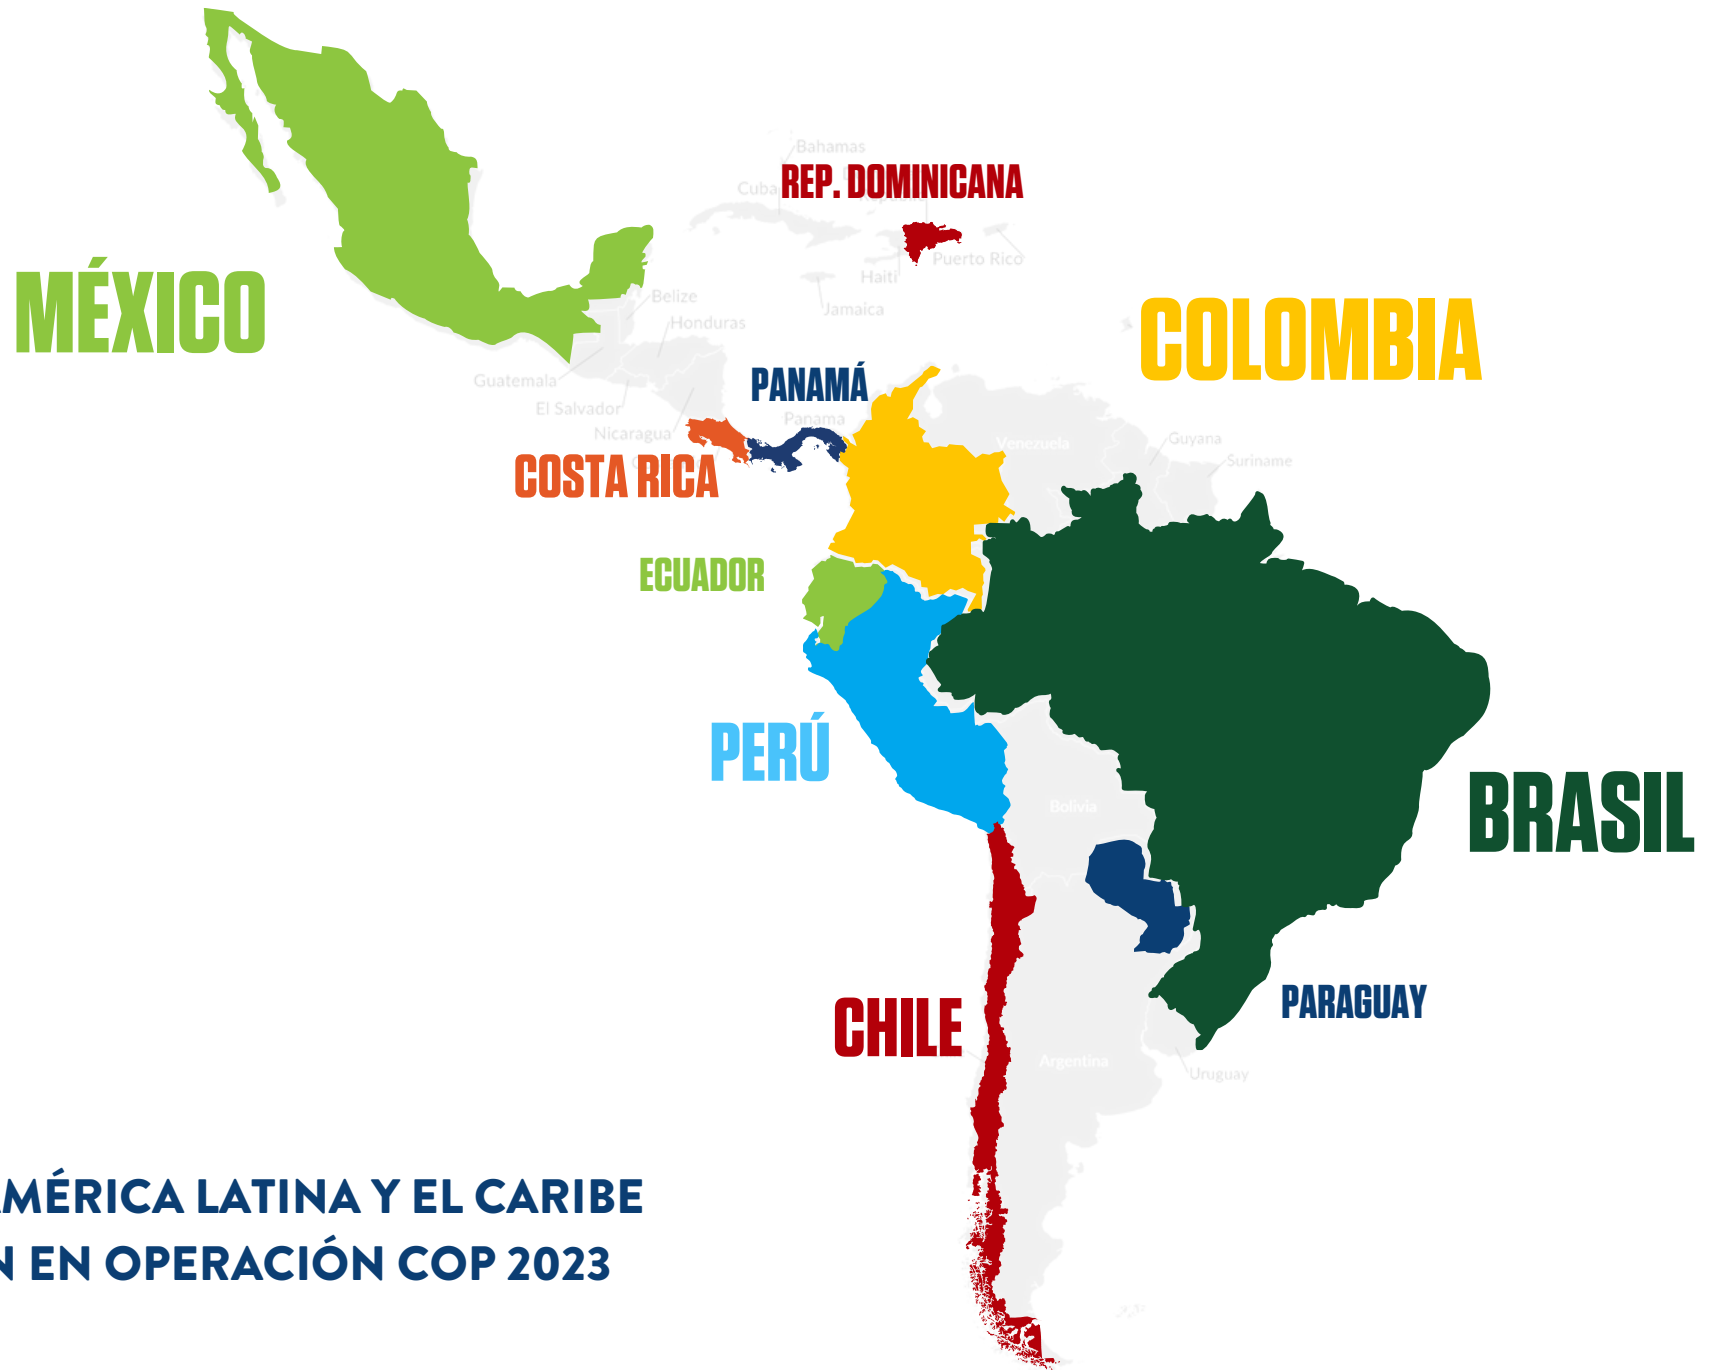 Bahamas
REP. DOMINICANA
Cuba
Puerto Rico
Haiti
MÉXICO
Belize
Jamaica
COLOMBIA
Honduras
Guatemala
PANAMÁ
El Salvador
Panama
Nicaragua
Venezuela
Guyana
COSTA RICA
Suriname
ECUADOR
PERÚ
Bolivia
BRASIL
PARAGUAY
CHILE
Argentina
Uruguay
MÉRICA LATINA Y EL CARIBE
N EN OPERACIÓN COP 2023